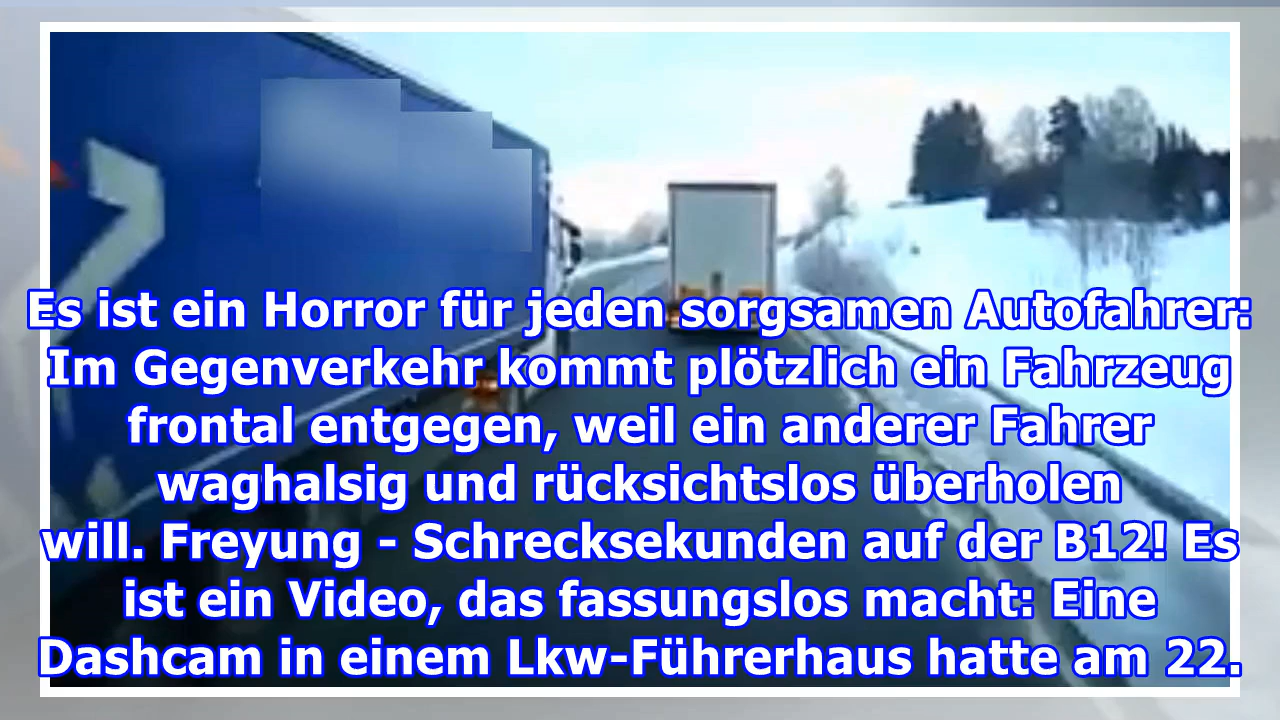 Es ist ein Horror für jeden sorgsamen Autofahrer:
Im Gegenverkehr kommt plötzlich ein Fahrzeug
frontal entgegen, weil ein anderer Fahrer
waghalsig und rücksichtslos überholen
will. Freyung - Schrecksekunden auf der B12! Es
ist ein Video, das fassungslos macht: Eine
Dashcam in einem Lkw-Führerhaus hatte am 22.